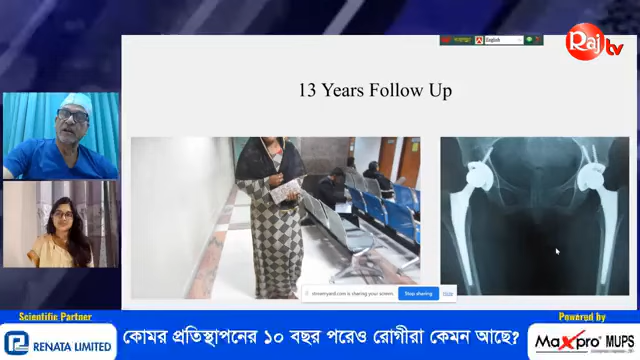 Raj tv
English
13 Years Follow Up
streamyard.com is sharing your screen.
Stop sharing
Hide
Scientific Partner
Powered by
RENATA LIMITED
কোমর প্রতিস্থাপনের ১০ বছর পরেও রোগীরা কেমন আছে?
Maxpro MUPS